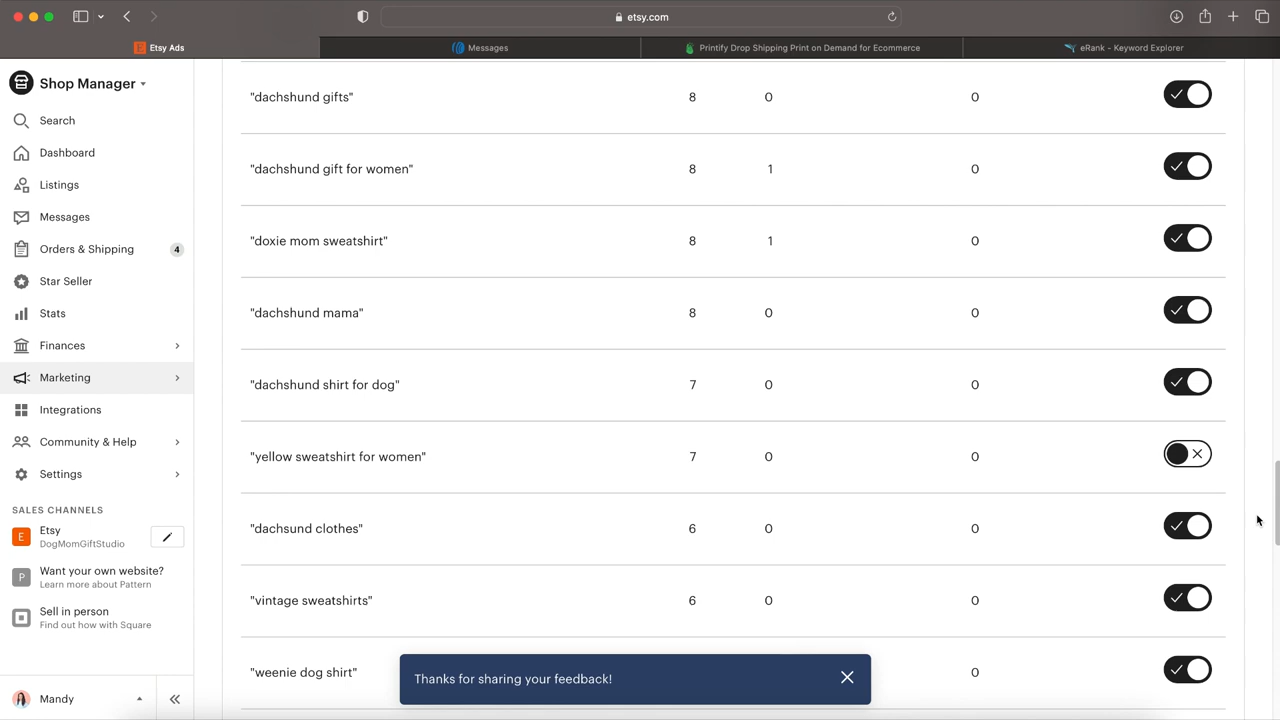 etsy.com
Etsy Ads
Messages
Printify Drop Shipping Print on Demand for Ecommerce
eRank - Keyword Explorer
Shop Manager
Search
Dashboard
Listings
Messages
Orders & Shipping 4
Star Seller
Stats
Finances
Marketing
Integrations
Community & Help
Settings
SALES CHANNELS
E
Etsy
DogMomGiftStudio
P
Want your own website?
Learn more about Pattern
Sell in person
Find out how with Square
Mandy
"dachshund gifts" 8 0 0
"dachshund gift for women" 8 1 0
"doxie mom sweatshirt" 8 1 0
"dachshund mama" 8 0 0
"dachshund shirt for dog" 7 0 0
"yellow sweatshirt for women" 7 0 0
"dachsund clothes" 6 0 0
"vintage sweatshirts" 6 0 0
"weenie dog shirt" 0
Thanks for sharing your feedback!